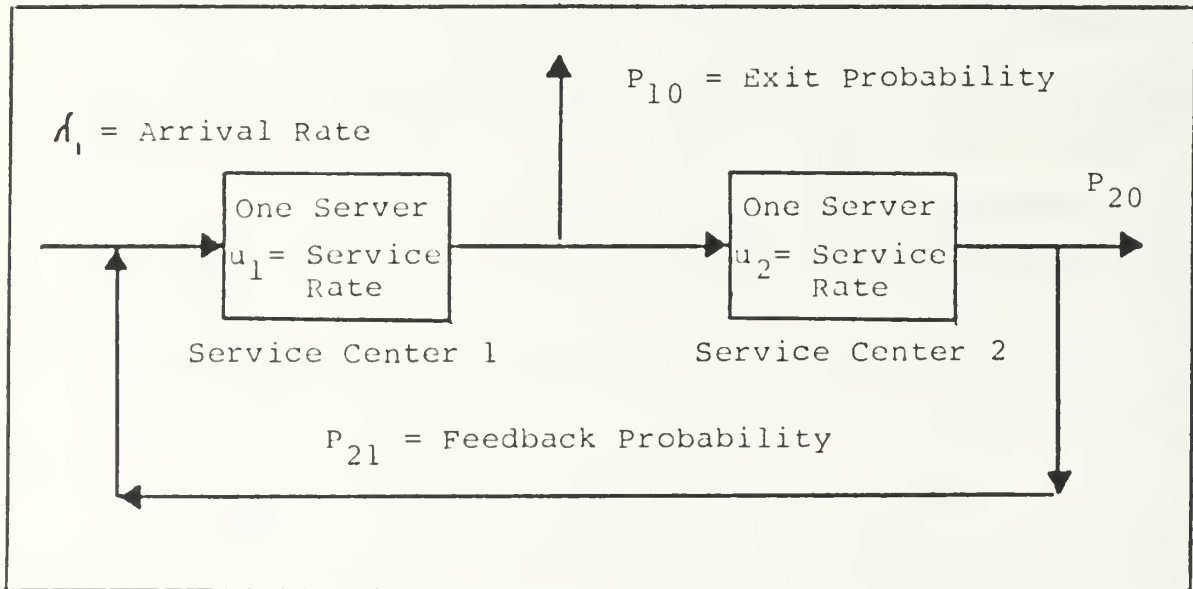 P10 = Exit Probability
λ1 = Arrival Rate
P20
One Server
u1= Service
Rate
One Server
u2= Service
Rate
Service Center 1
Service Center 2
P21 = Feedback Probability